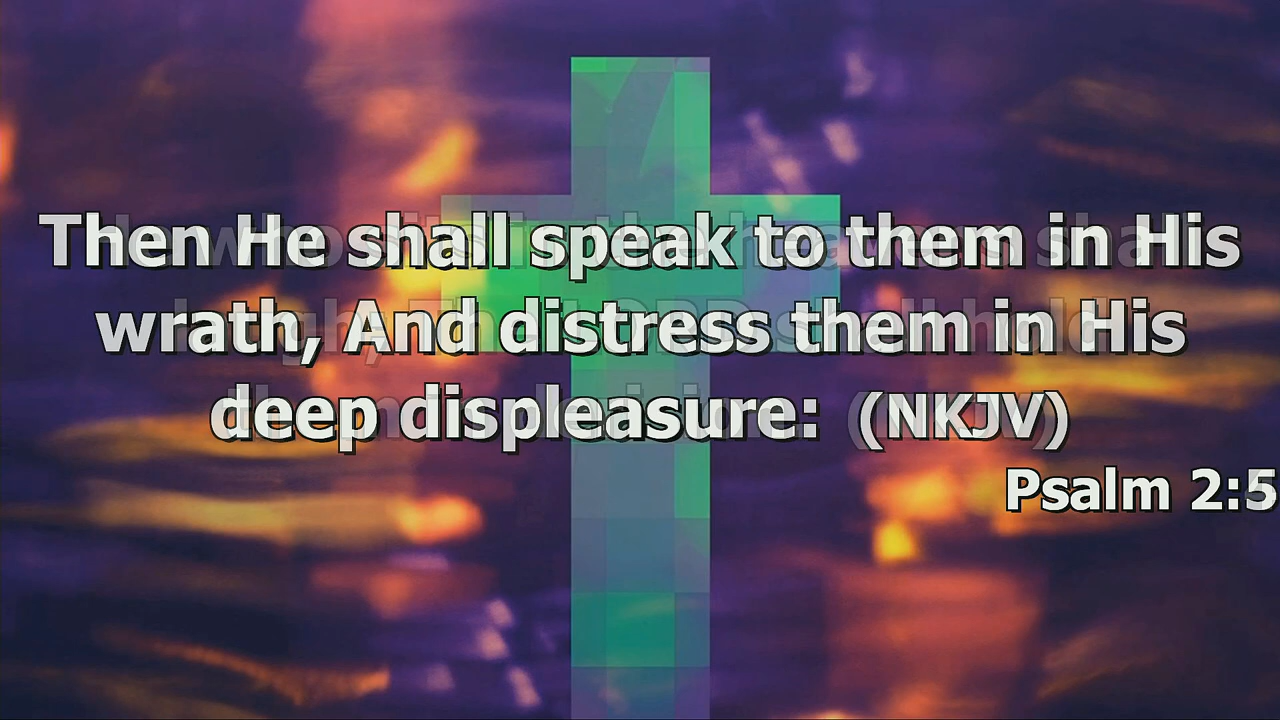 Then He shall speak to them in His
wrath, And distress them in His
deep displeasure: (NKJV)
Psalm 2:5